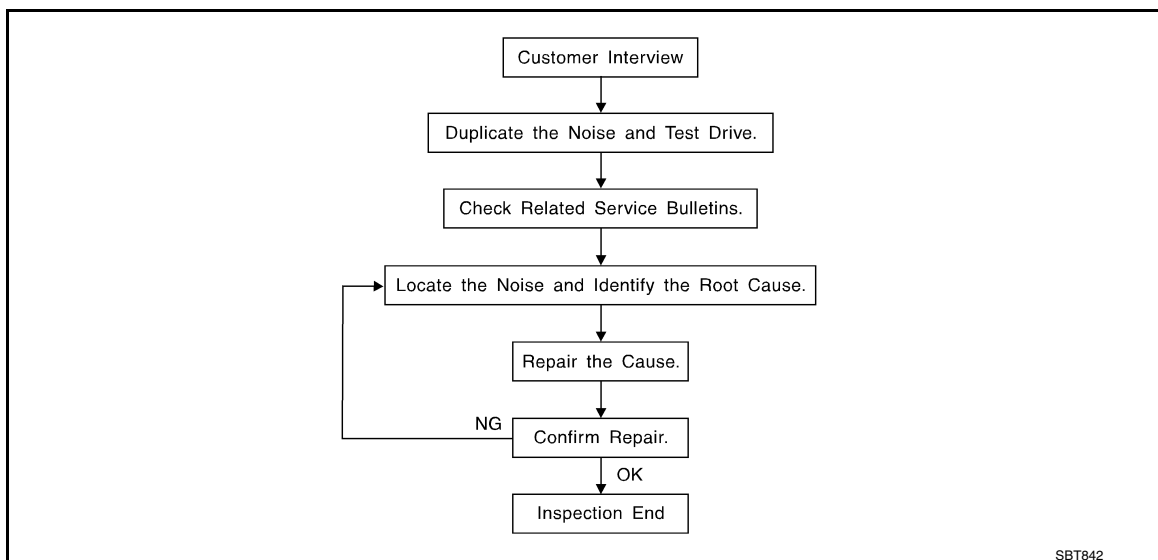 Customer Interview
Duplicate the Noise and Test Drive.
Check Related Service Bulletins.
Locate the Noise and Identify the Root Cause.
Repair the Cause.
NG
Confirm Repair.
OK
Inspection End
SBT842